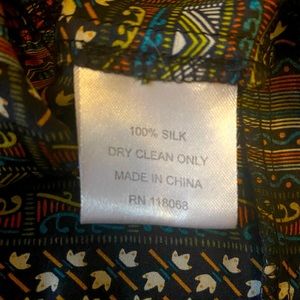 100% SILK
DRY CLEAN ONLY
MADE IN CHINA
RN 118068